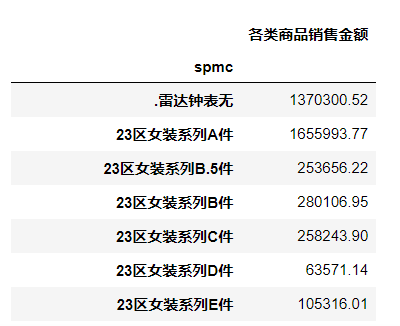 各类商品销售金额
spmc
.雷达钟表无 1370300.52
23区女装系列A件 1655993.77
23区女装系列B.5件 253656.22
23区女装系列B件 280106.95
23区女装系列C件 258243.90
23区女装系列D件 63571.14
23区女装系列E件 105316.01